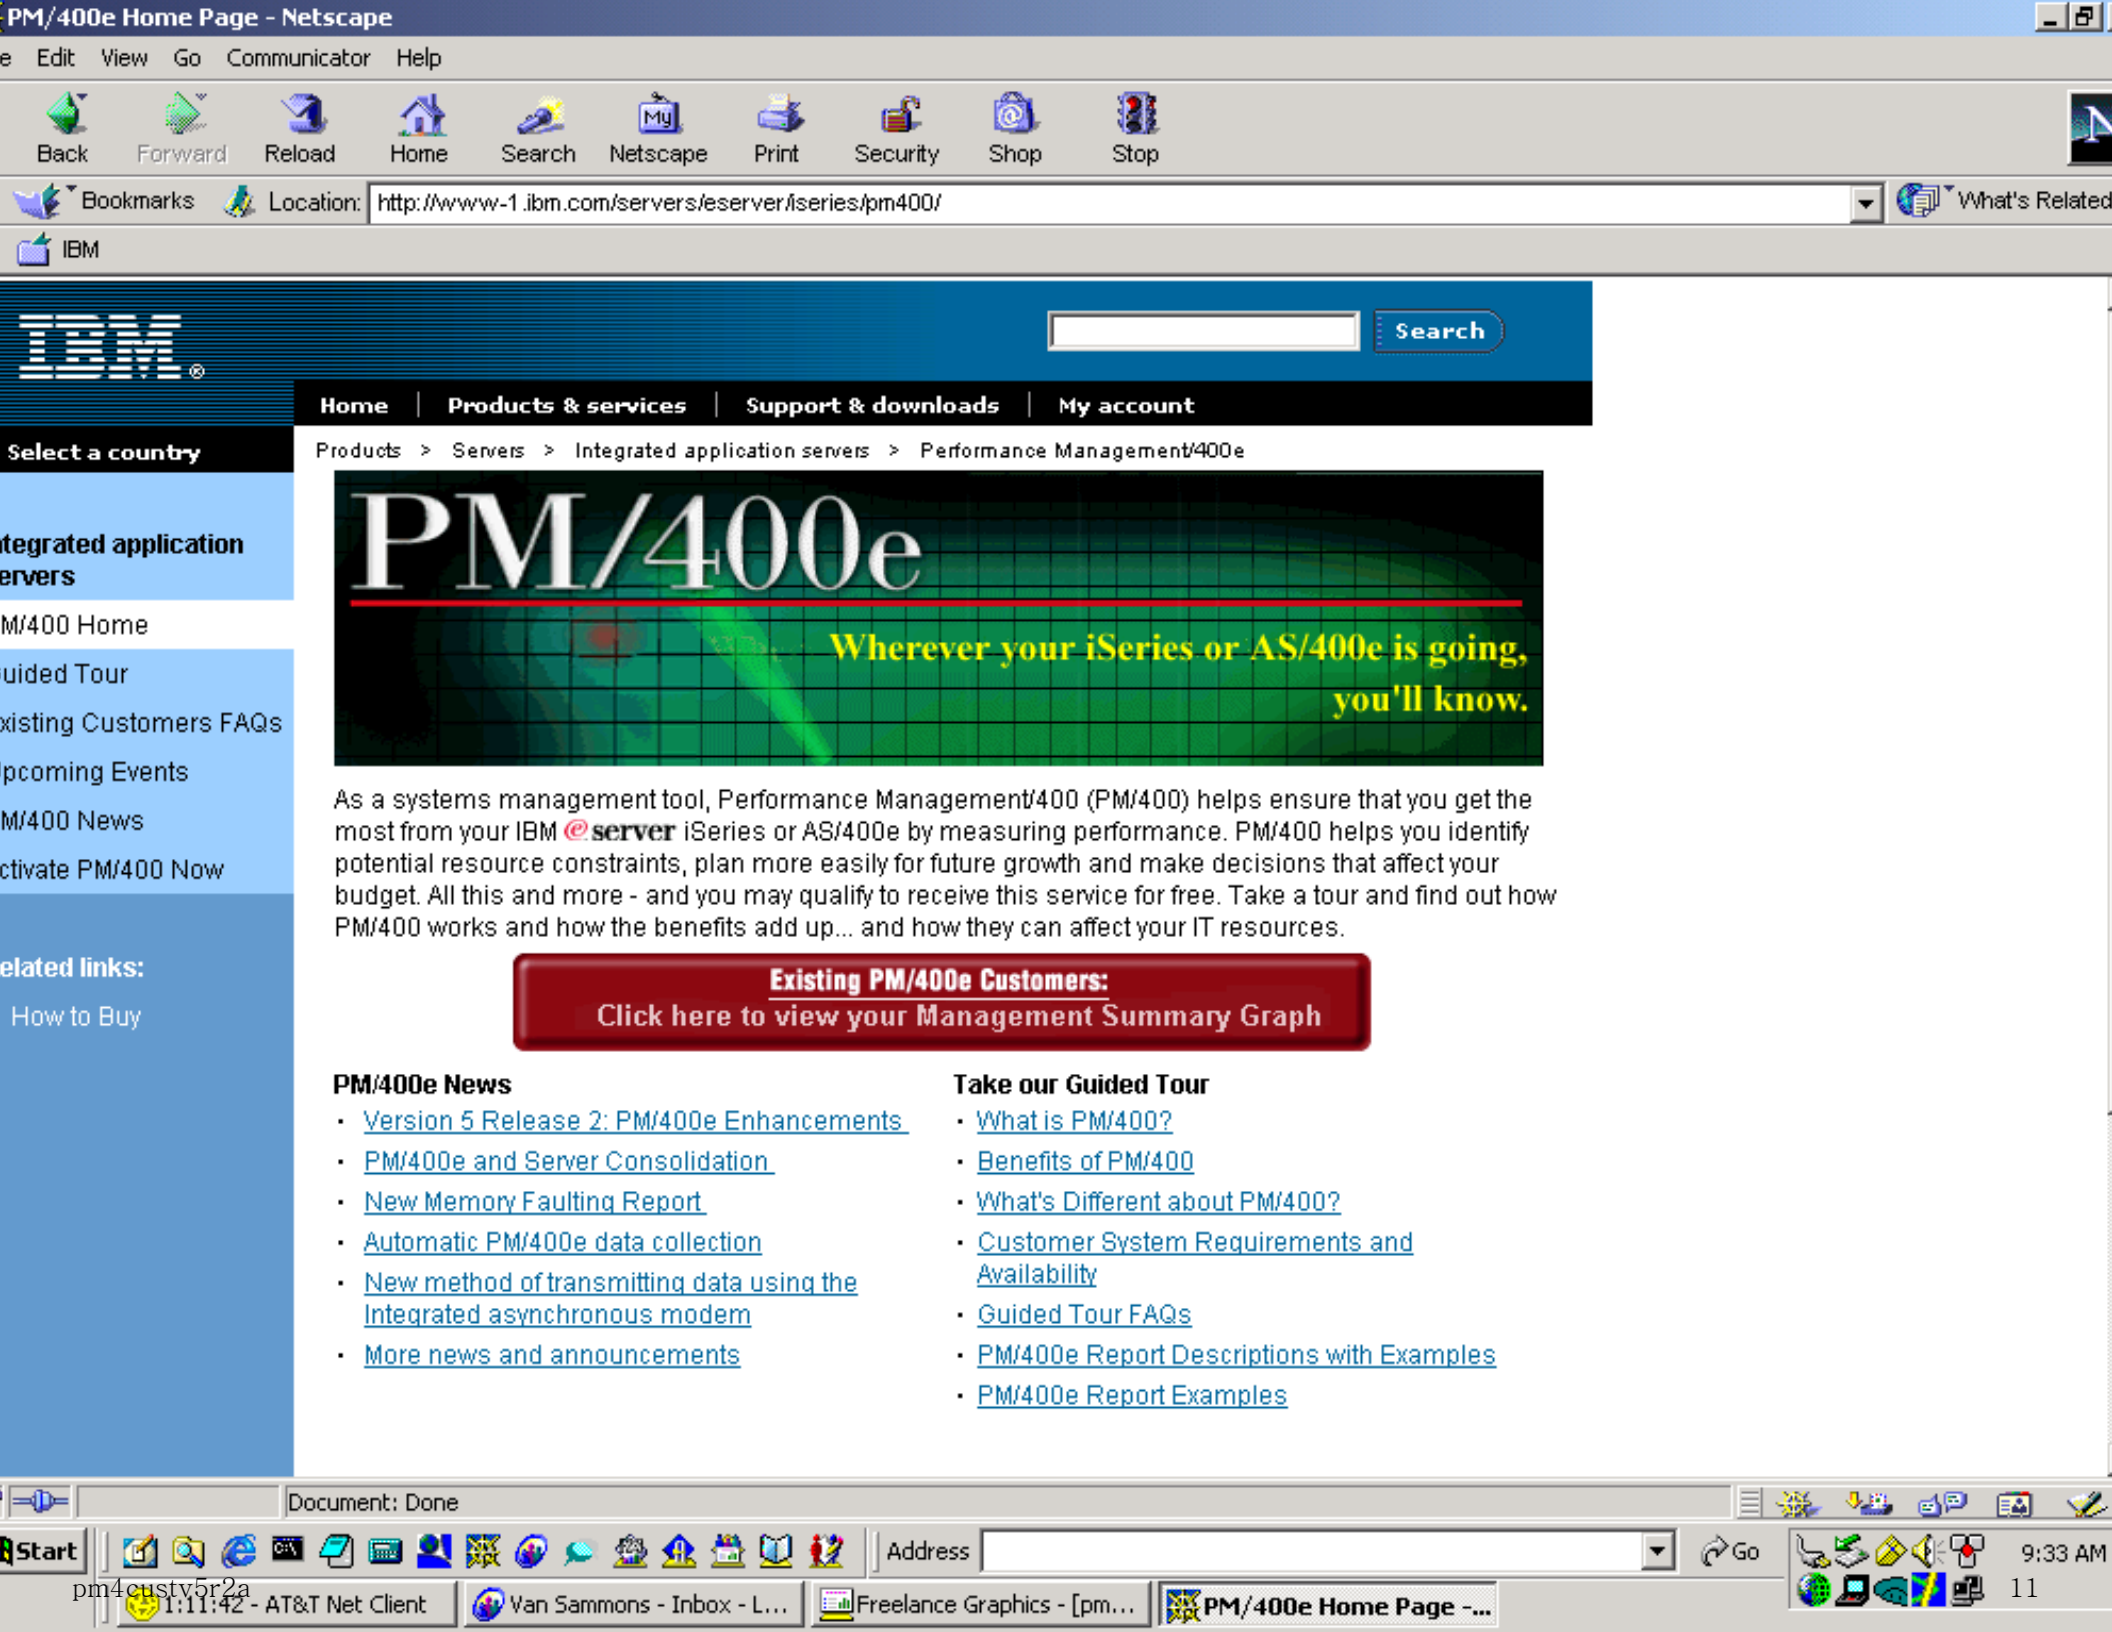 PM/400e Home Page - Netscape
e Edit View Go Communicator Help
Back Forward Reload Home Search Netscape Print Security Shop Stop
My
N
Bookmarks Location: http://www-1.ibm.com/servers/eserver/iseries/pm400/ What's Related
IBM
IBM®
Search
Home | Products & services | Support & downloads | My account
Select a country
Products > Servers > Integrated application servers > Performance Management/400e
ntegrated application
ervers
M/400 Home
uided Tour
xisting Customers FAQs
pcoming Events
M/400 News
ctivate PM/400 Now
elated links:
How to Buy
PM/400e
Wherever your iSeries or AS/400e is going,
you'll know.
As a systems management tool, Performance Management/400 (PM/400) helps ensure that you get the
most from your IBM e server iSeries or AS/400e by measuring performance. PM/400 helps you identify
potential resource constraints, plan more easily for future growth and make decisions that affect your
budget. All this and more - and you may qualify to receive this service for free. Take a tour and find out how
PM/400 works and how the benefits add up... and how they can affect your IT resources.
Existing PM/400e Customers:
Click here to view your Management Summary Graph
PM/400e News
· Version 5 Release 2: PM/400e Enhancements
· PM/400e and Server Consolidation
· New Memory Faulting Report
· Automatic PM/400e data collection
· New method of transmitting data using the
Integrated asynchronous modem
· More news and announcements
Take our Guided Tour
· What is PM/400?
· Benefits of PM/400
· What's Different about PM/400?
· Customer System Requirements and
Availability
· Guided Tour FAQs
· PM/400e Report Descriptions with Examples
· PM/400e Report Examples
Document: Done
Start Address Go 9:33 AM
pm4custv5r2a
1:11:42 - AT&T Net Client Van Sammons - Inbox - L... Freelance Graphics - [pm... PM/400e Home Page -...
11